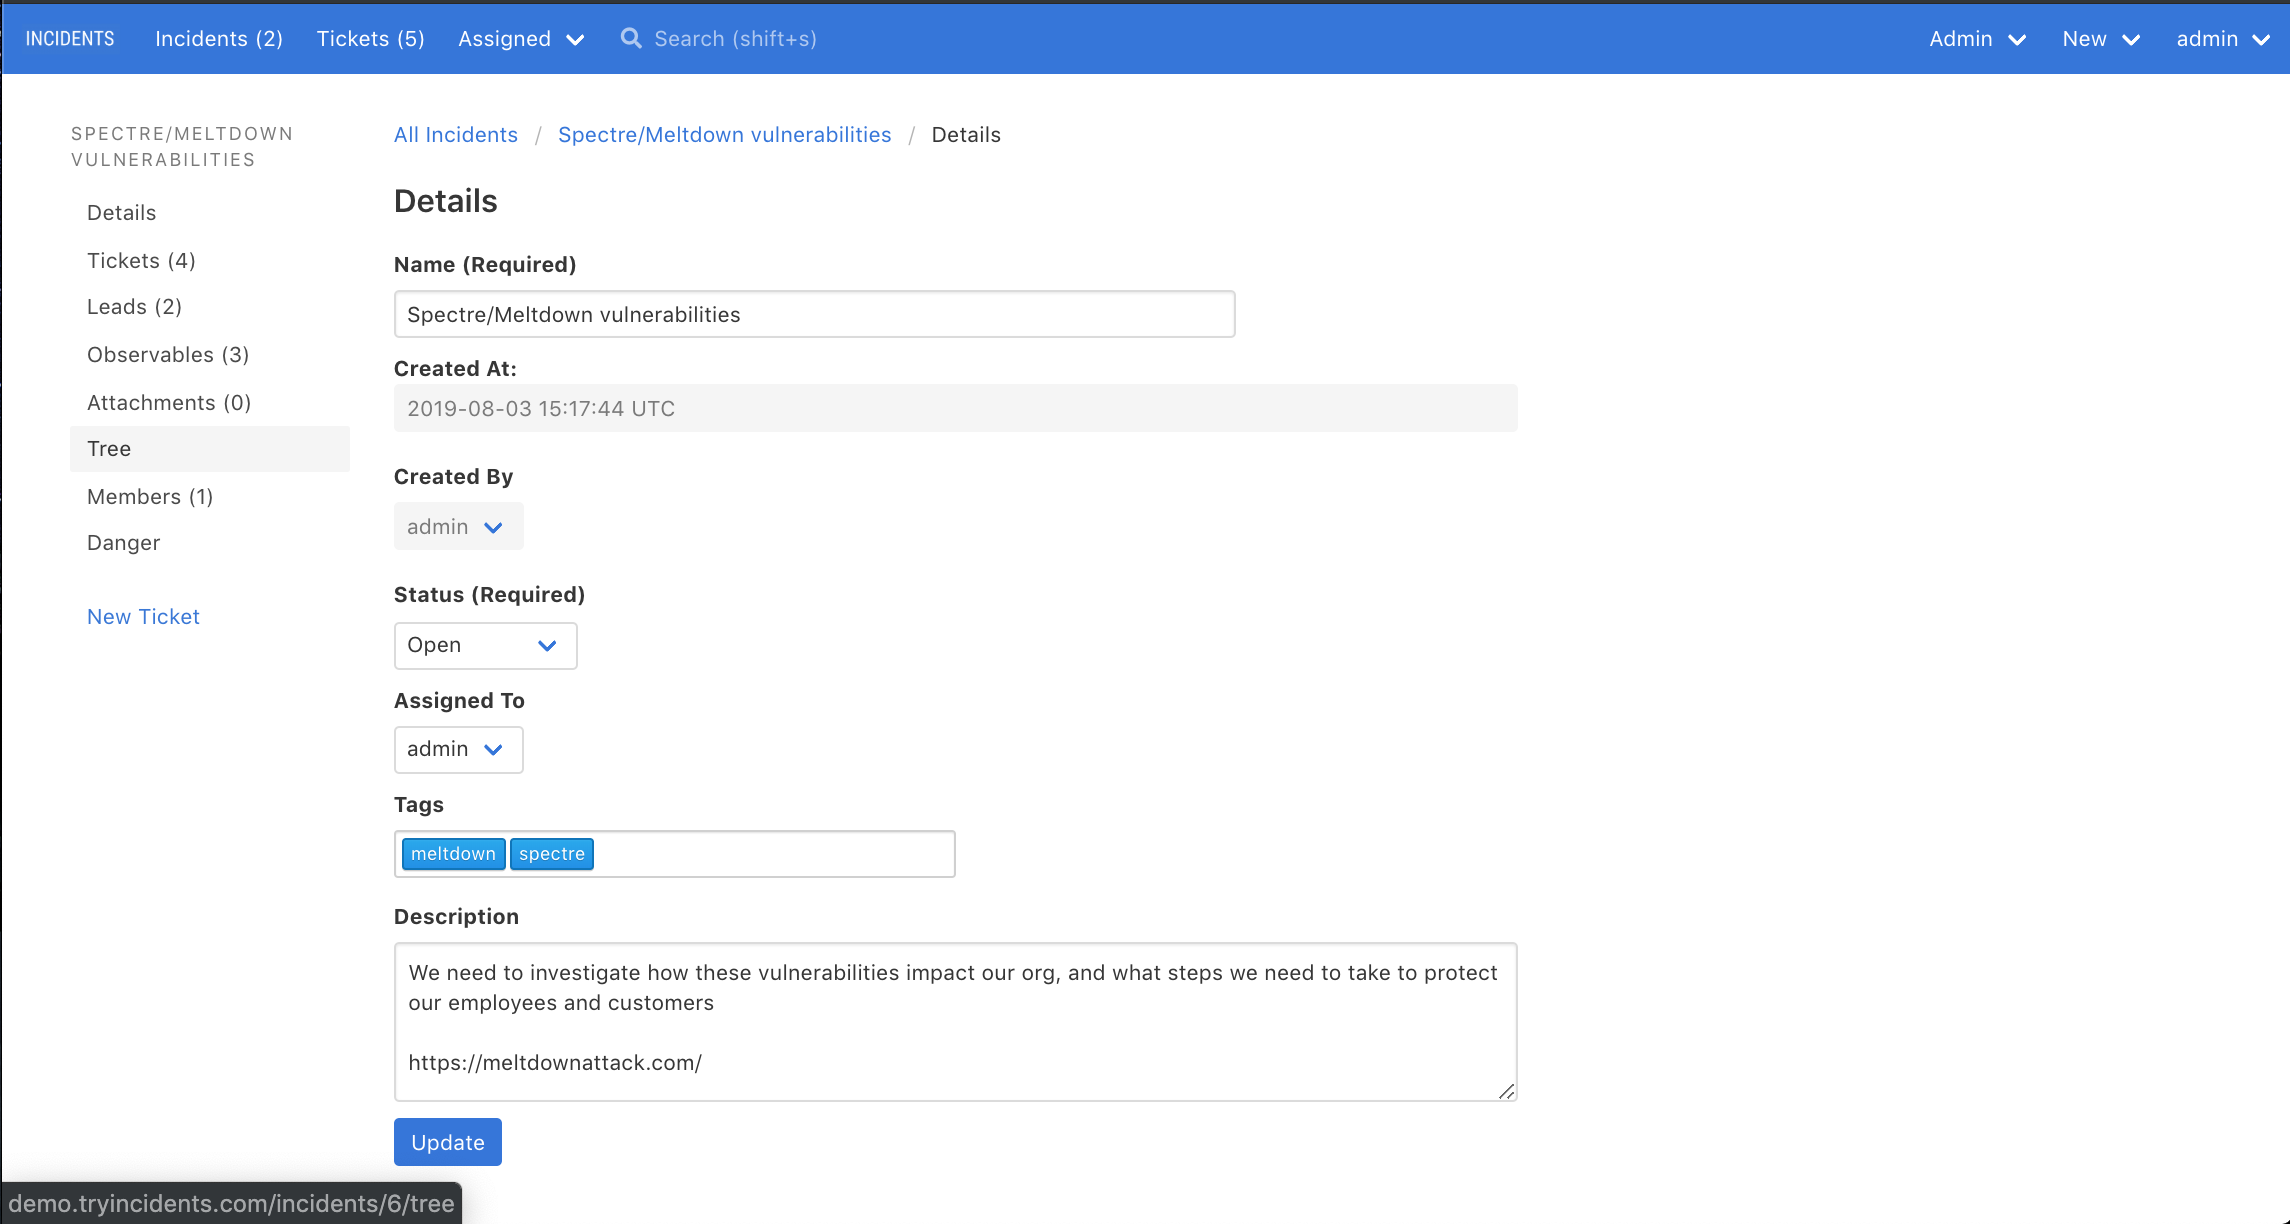 INCIDENTS Incidents (2) Tickets (5) Assigned Search (shift+s) Admin New admin
SPECTRE/MELTDOWN
VULNERABILITIES
Details
Tickets (4)
Leads (2)
Observables (3)
Attachments (0)
Tree
Members (1)
Danger
New Ticket
All Incidents / Spectre/Meltdown vulnerabilities / Details
Details
Name (Required)
Spectre/Meltdown vulnerabilities
Created At:
2019-08-03 15:17:44 UTC
Created By
admin
Status (Required)
Open
Assigned To
admin
Tags
meltdown spectre
Description
We need to investigate how these vulnerabilities impact our org, and what steps we need to take to protect
our employees and customers
https://meltdownattack.com/
Update
demo.tryincidents.com/incidents/6/tree